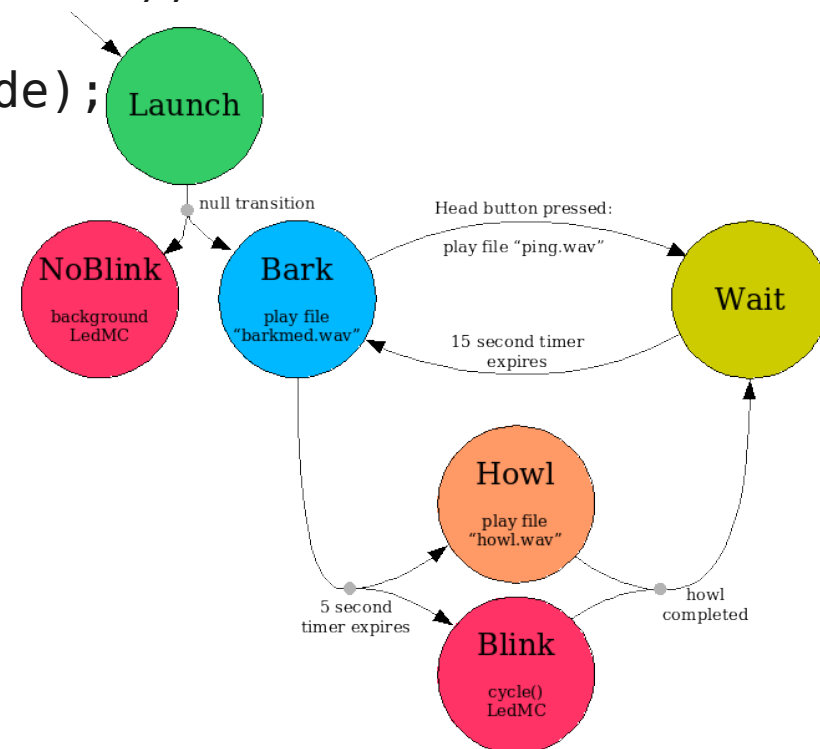 de);
Launch
null transition
Head button pressed:
play file “ping.wav”
NoBlink
background
LedMC
Bark
play file
“barkmed.wav”
Wait
15 second timer
expires
Howl
play file
“howl.wav”
5 second
timer expires
howl
completed
Blink
cycle()
LedMC